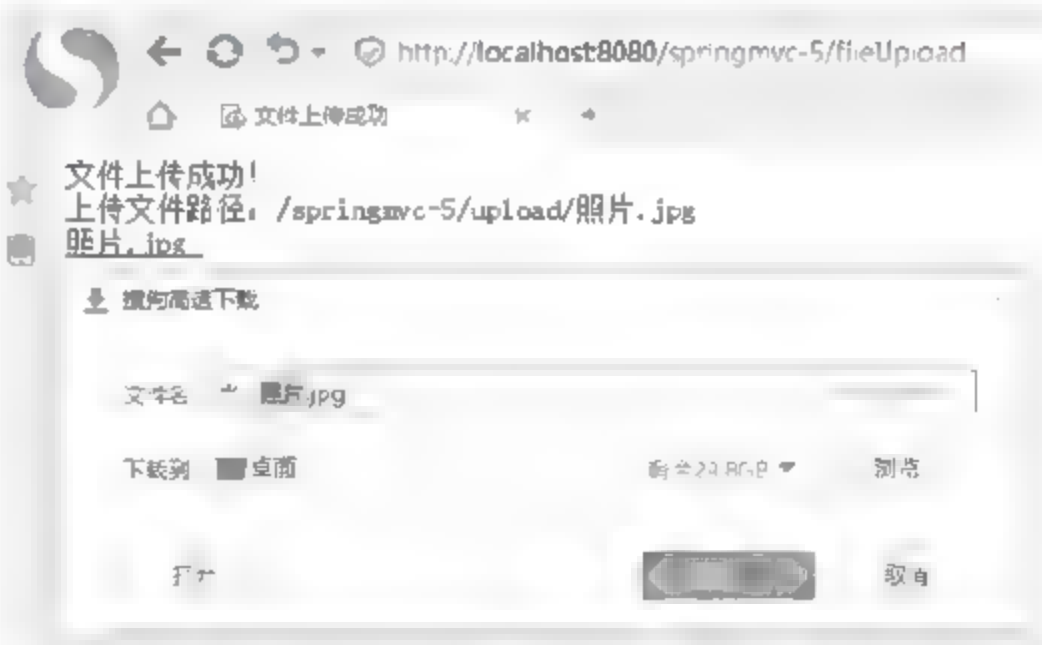 http://localhost:8080/springmvc-5/fileUpload
文件上传成功
文件上传成功!
上传文件路径: /springmvc-5/upload/照片.jpg
照片.jpg
搜狗高速下载
文件名 照片.jpg
下载到 桌面 浏览
打开 取消